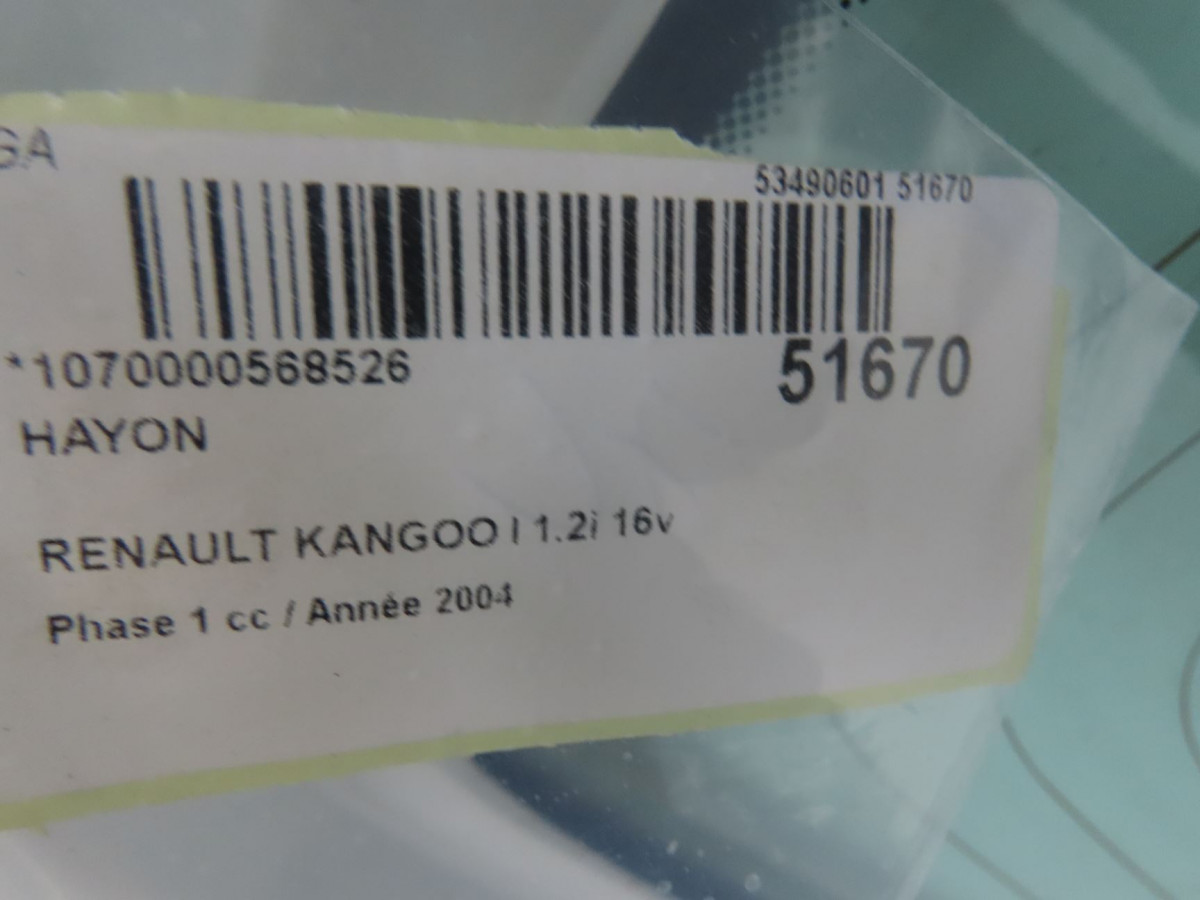 GA
53490601 51670
*1070000568526
51670
HAYON
RENAULT KANGOO I 1.2i 16v
Phase 1 cc / Année 2004